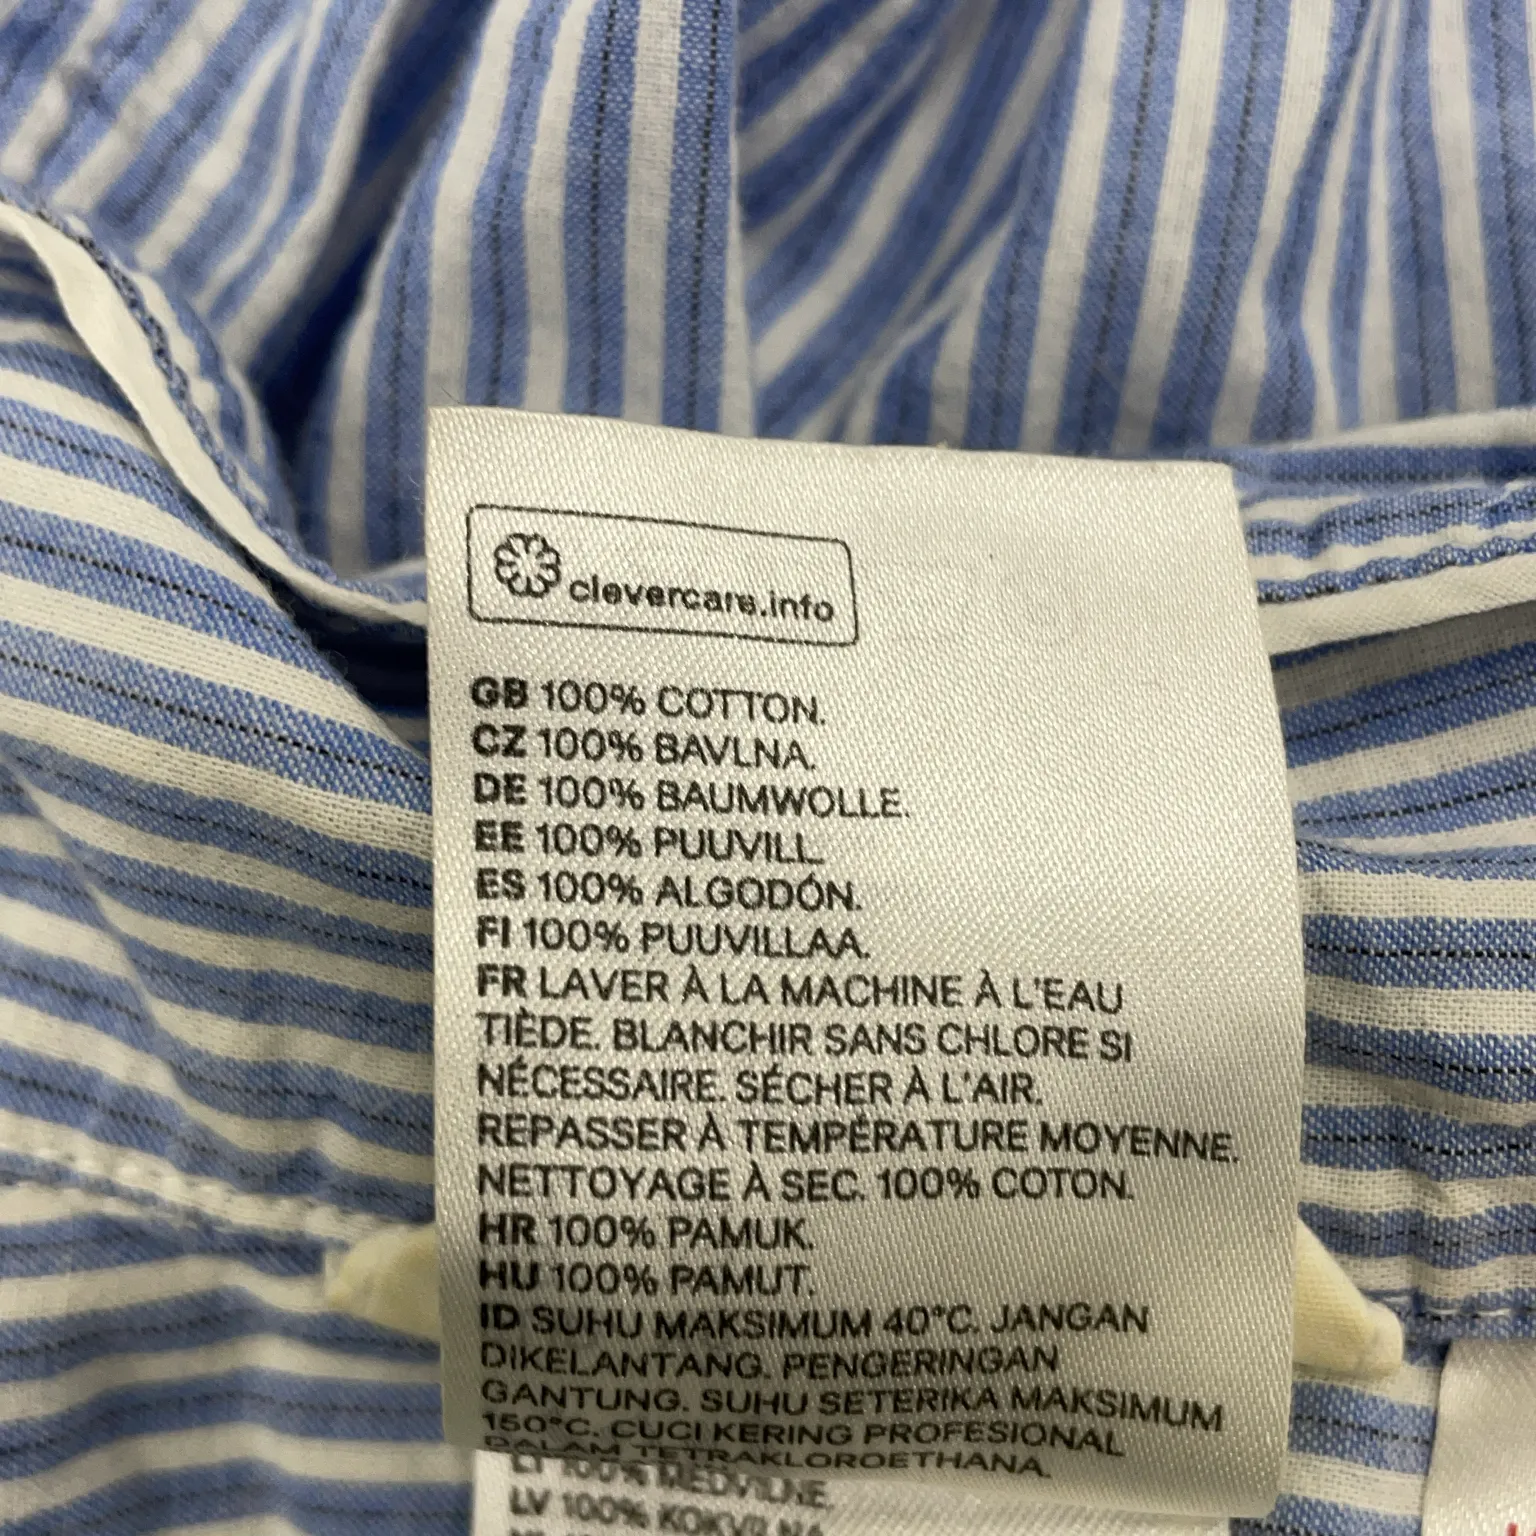 clevercare.info
GB 100% COTTON.
CZ 100% BAVLNA.
DE 100% BAUMWOLLE.
EE 100% PUUVILL
ES 100% ALGODÓN.
FI 100% PUUVILLAA.
FR LAVER À LA MACHINE À L'EAU
TIÈDE. BLANCHIR SANS CHLORE SI
NÉCESSAIRE. SÉCHER À L'AIR.
REPASSER À TEMPÉRATURE MOYENNE.
NETTOYAGE À SEC. 100% COTON.
HR 100% PAMUK.
HU 100% PAMUT.
ID SUHU MAKSIMUM 40°C. JANGAN
DIKELANTANG. PENGERINGAN
GANTUNG. SUHU SETERIKA MAKSIMUM
150°C. CUCI KERING PROFESIONAL
DALAM TETRAKLOROETHANA.
LT 100% MEDVILNĖ.
LV 100%